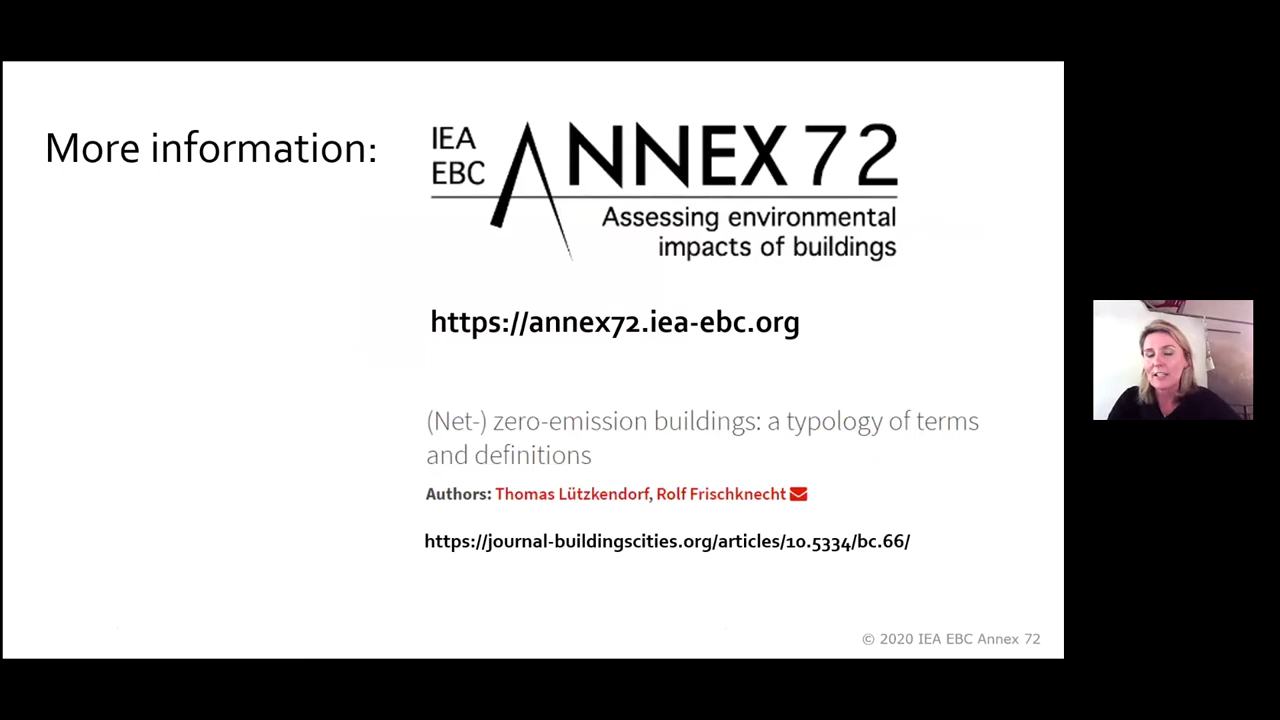 More information:
IEA
EBC
ANNEX 72
Assessing environmental
impacts of buildings
https://annex72.iea-ebc.org
(Net-) zero-emission buildings: a typology of terms
and definitions
Authors: Thomas Lützkendorf, Rolf Frischknecht
https://journal-buildingscities.org/articles/10.5334/bc.66/
© 2020 IEA EBC Annex 72